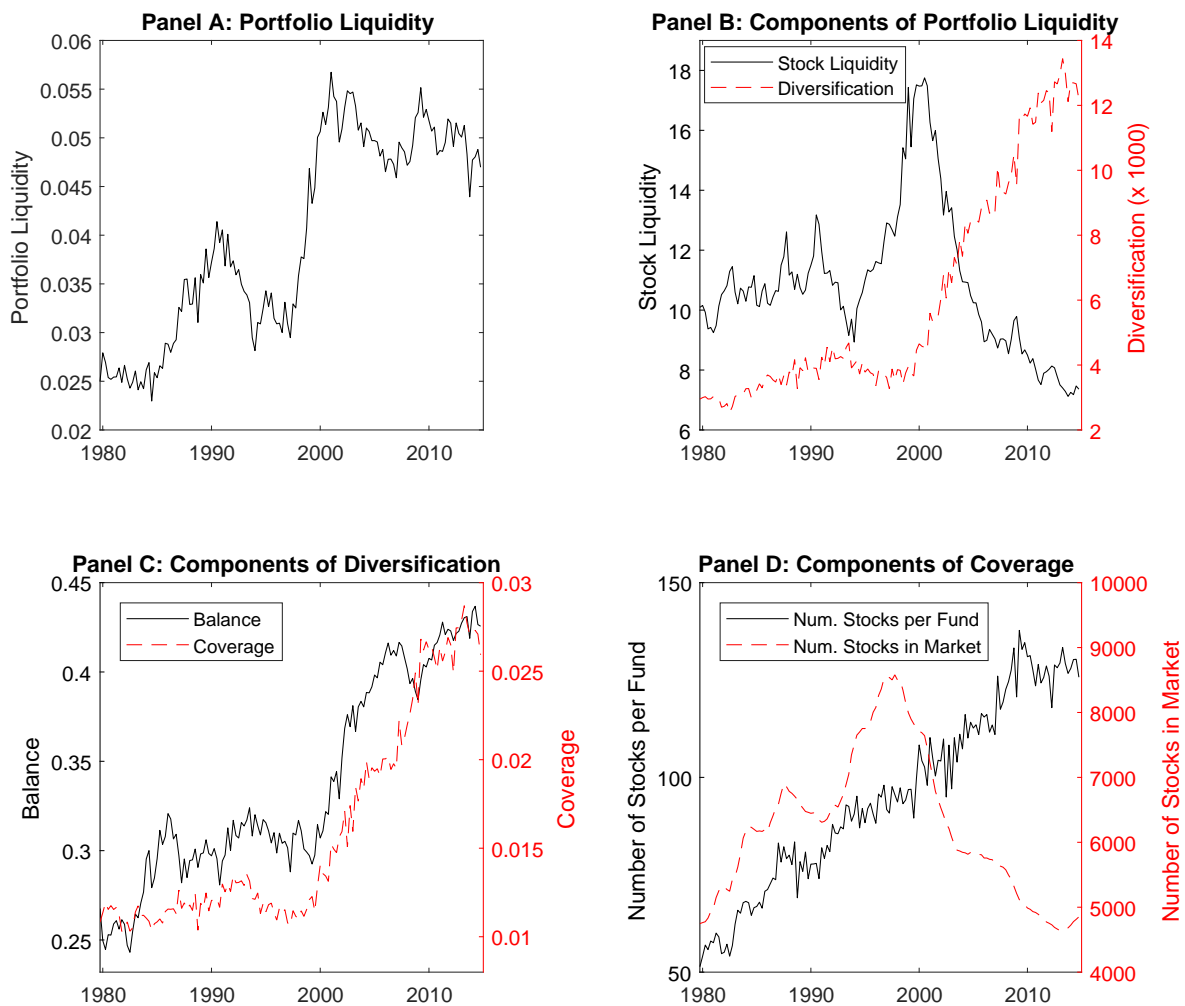 Panel A: Portfolio Liquidity
0.06
0.055
0.05
0.045
0.04
0.035
0.03
0.025
0.02
Portfolio Liquidity
1980 1990 2000 2010
Panel B: Components of Portfolio Liquidity
18
16
14
12
10
8
6
Stock Liquidity
Stock Liquidity
Diversification
14
12
10
8
6
4
2
Diversification (x 1000)
1980 1990 2000 2010
Panel C: Components of Diversification
0.45
0.4
0.35
0.3
0.25
Balance
Balance
Coverage
0.03
0.025
0.02
0.015
0.01
Coverage
1980 1990 2000 2010
Panel D: Components of Coverage
150
100
50
Number of Stocks per Fund
Num. Stocks per Fund
Num. Stocks in Market
10000
9000
8000
7000
6000
5000
4000
Number of Stocks in Market
1980 1990 2000 2010